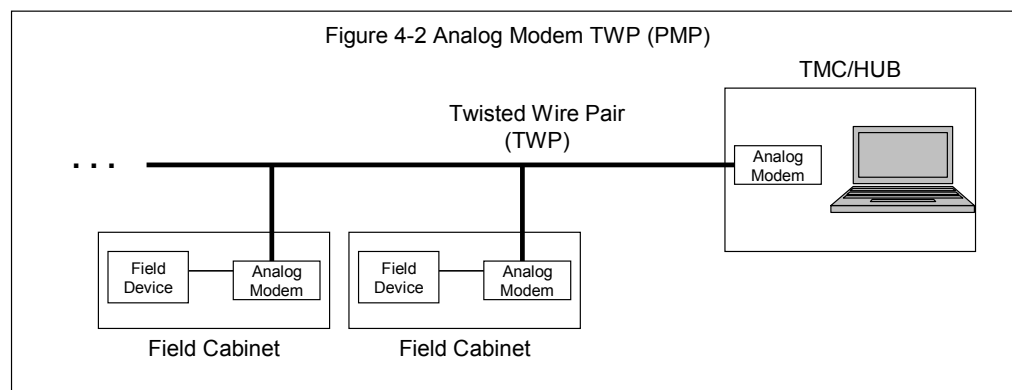 Figure 4-2 Analog Modem TWP (PMP)
TMC/HUB
Twisted Wire Pair
(TWP)
. . .
Analog
Modem
Field
Device
Analog
Modem
Field
Device
Analog
Modem
Field Cabinet
Field Cabinet